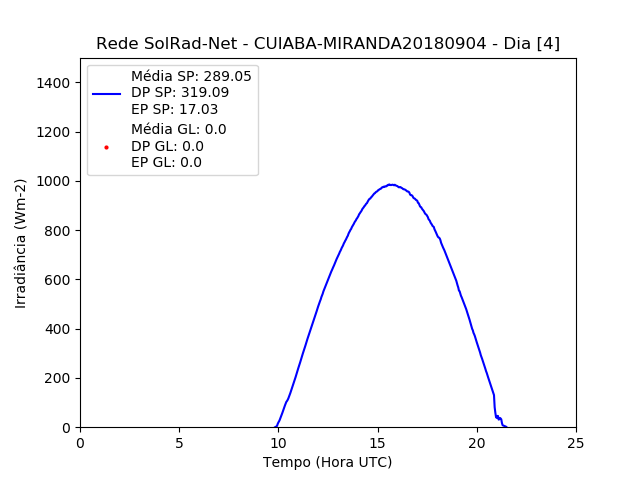 Rede SolRad-Net - CUIABA-MIRANDA20180904 - Dia [4]
Média SP: 289.05
DP SP: 319.09
EP SP: 17.03
Média GL: 0.0
DP GL: 0.0
EP GL: 0.0
1400
1200
1000
800
600
400
200
0
Irradiância (Wm-2)
0 5 10 15 20 25
Tempo (Hora UTC)